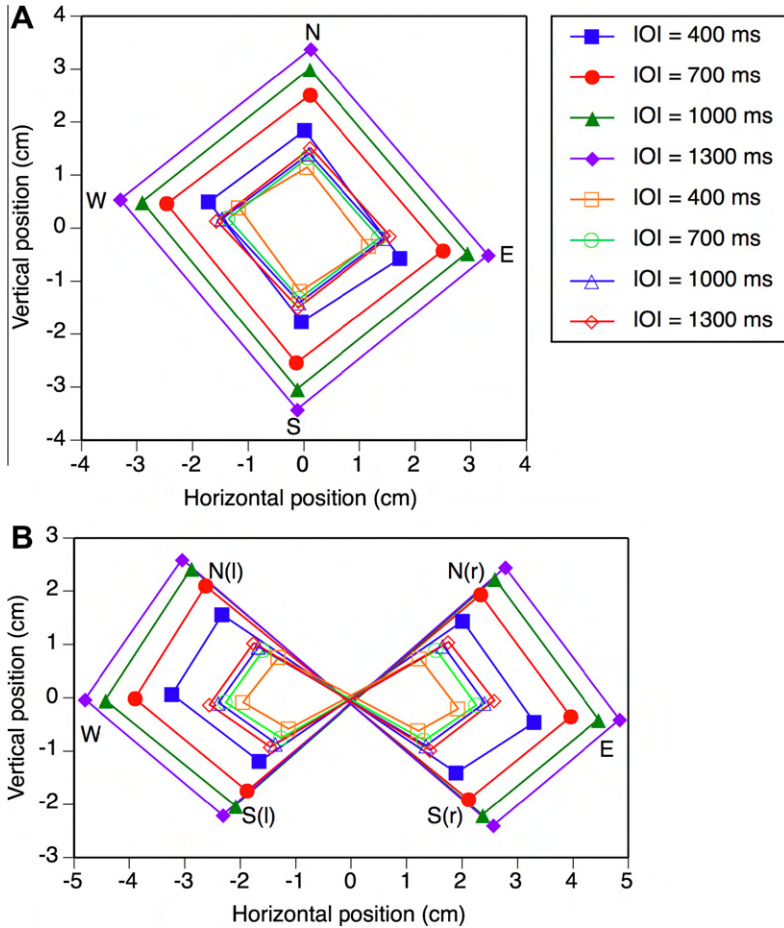 A
4
3
2
1
0
-1
-2
-3
-4
Vertical position (cm)
N
W
E
S
-4 -3 -2 -1 0 1 2 3 4
Horizontal position (cm)
IOI = 400 ms
IOI = 700 ms
IOI = 1000 ms
IOI = 1300 ms
IOI = 400 ms
IOI = 700 ms
IOI = 1000 ms
IOI = 1300 ms
B
3
2
1
0
-1
-2
-3
Vertical position (cm)
N(l) N(r)
W E
S(l) S(r)
-5 -4 -3 -2 -1 0 1 2 3 4 5
Horizontal position (cm)